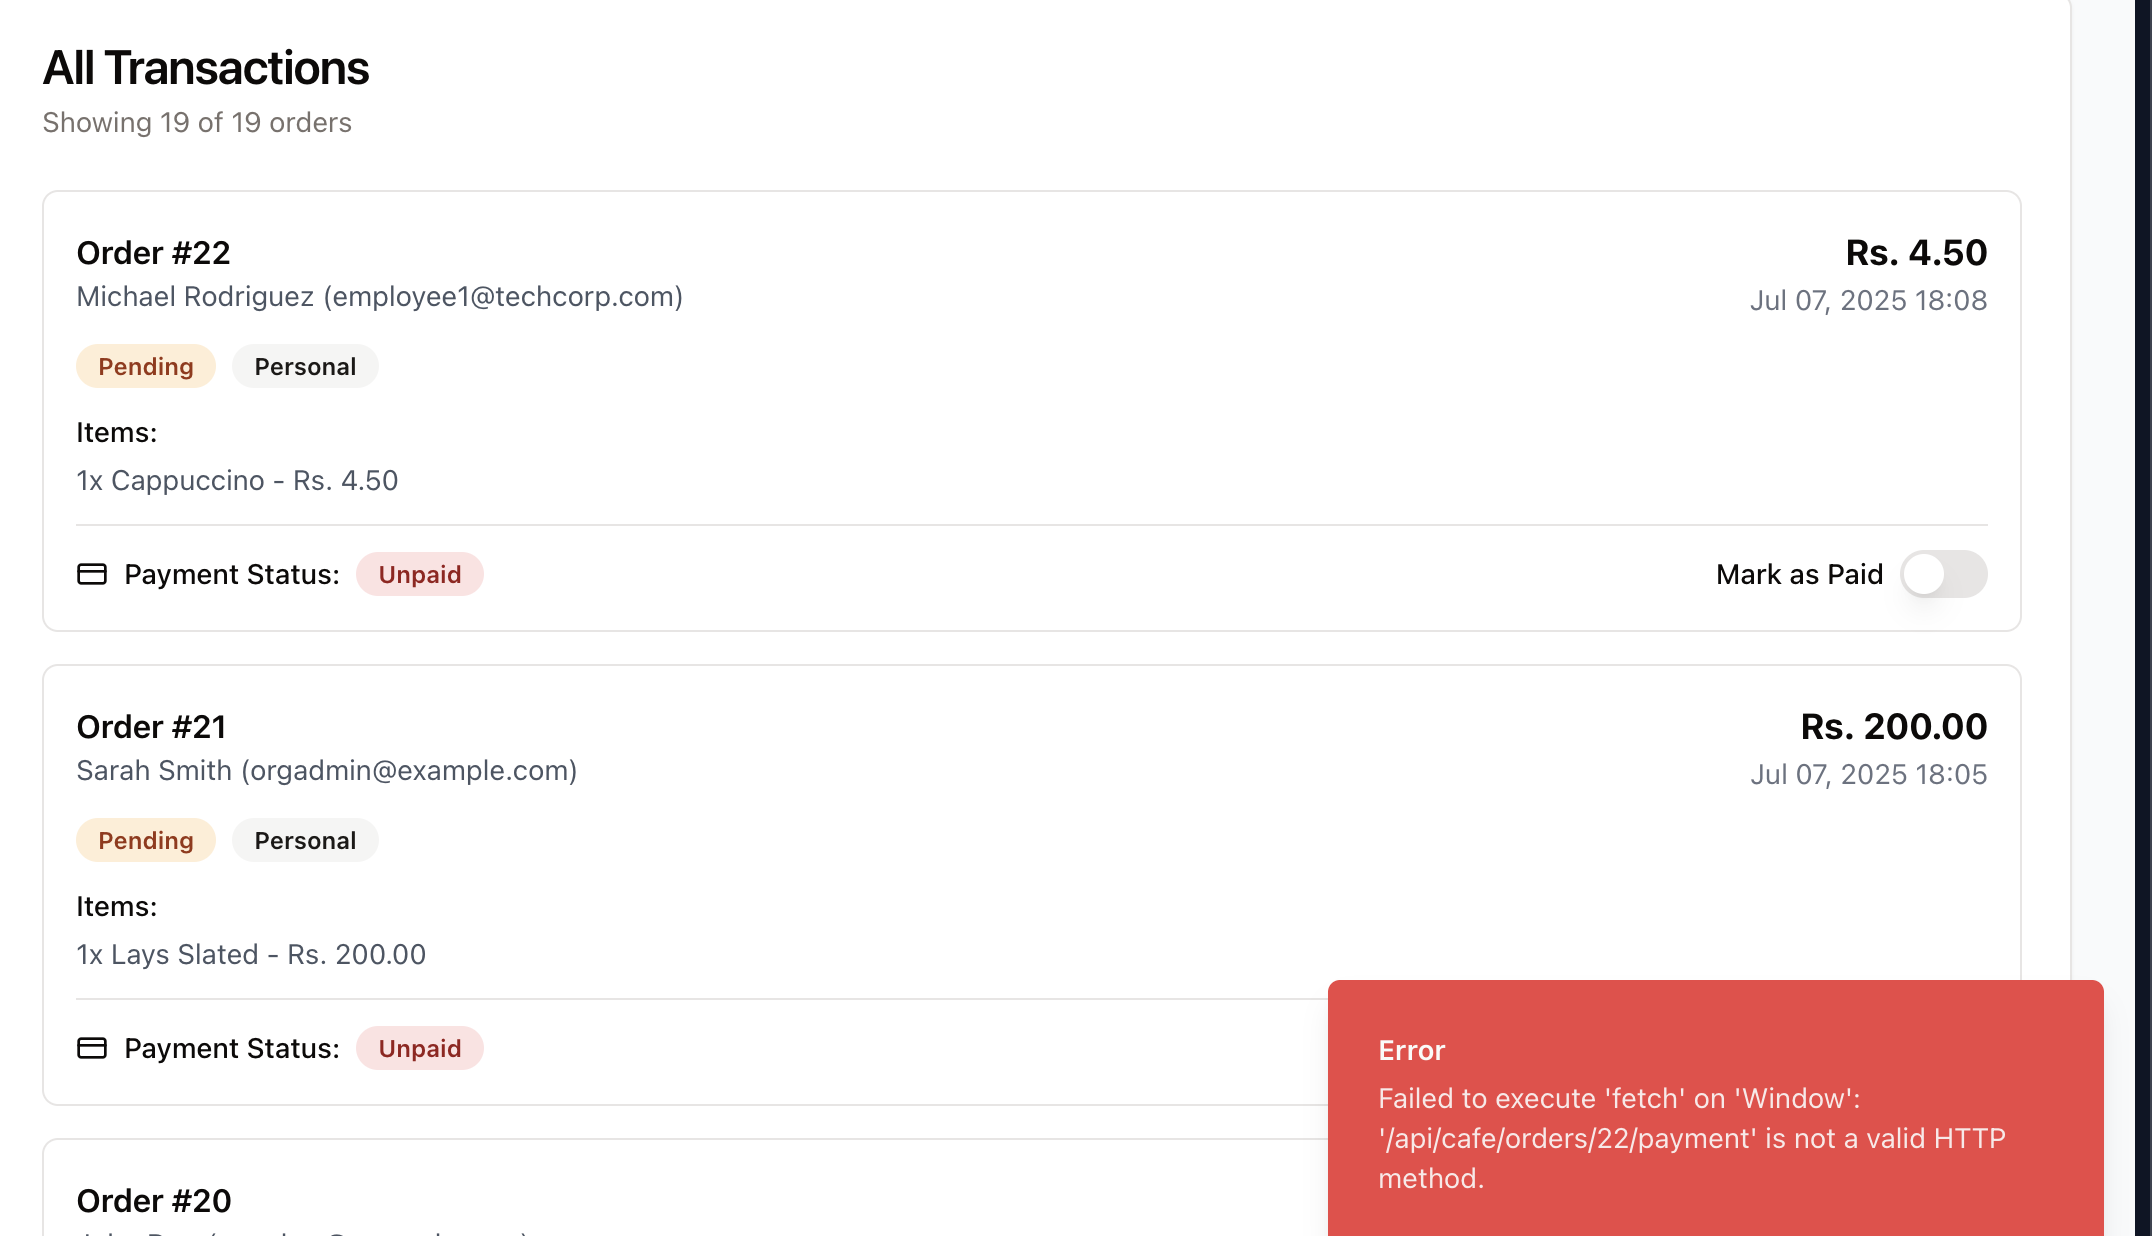 All Transactions
Showing 19 of 19 orders
Order #22
Rs. 4.50
Michael Rodriguez (employee1@techcorp.com)
Jul 07, 2025 18:08
Pending
Personal
Items:
1x Cappuccino - Rs. 4.50
Payment Status:
Unpaid
Mark as Paid
Order #21
Rs. 200.00
Sarah Smith (orgadmin@example.com)
Jul 07, 2025 18:05
Pending
Personal
Items:
1x Lays Slated - Rs. 200.00
Payment Status:
Unpaid
Error
Failed to execute 'fetch' on 'Window':
'/api/cafe/orders/22/payment' is not a valid HTTP
method.
Order #20